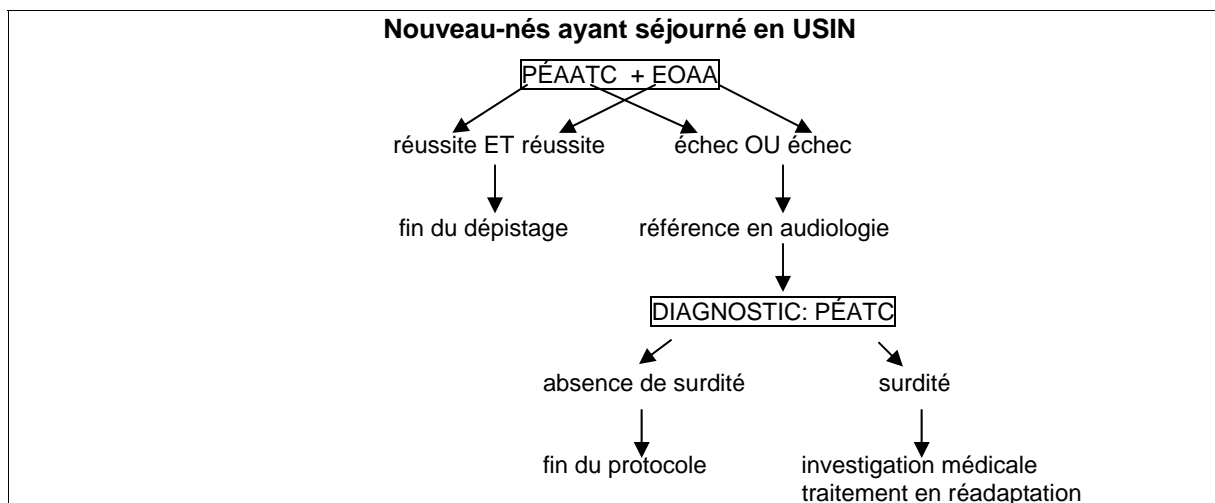 Nouveau-nés ayant séjourné en USIN
PÉAATC + EOAA
réussite ET réussite échec OU échec
fin du dépistage référence en audiologie
DIAGNOSTIC: PÉATC
absence de surdité surdité
fin du protocole investigation médicale
traitement en réadaptation